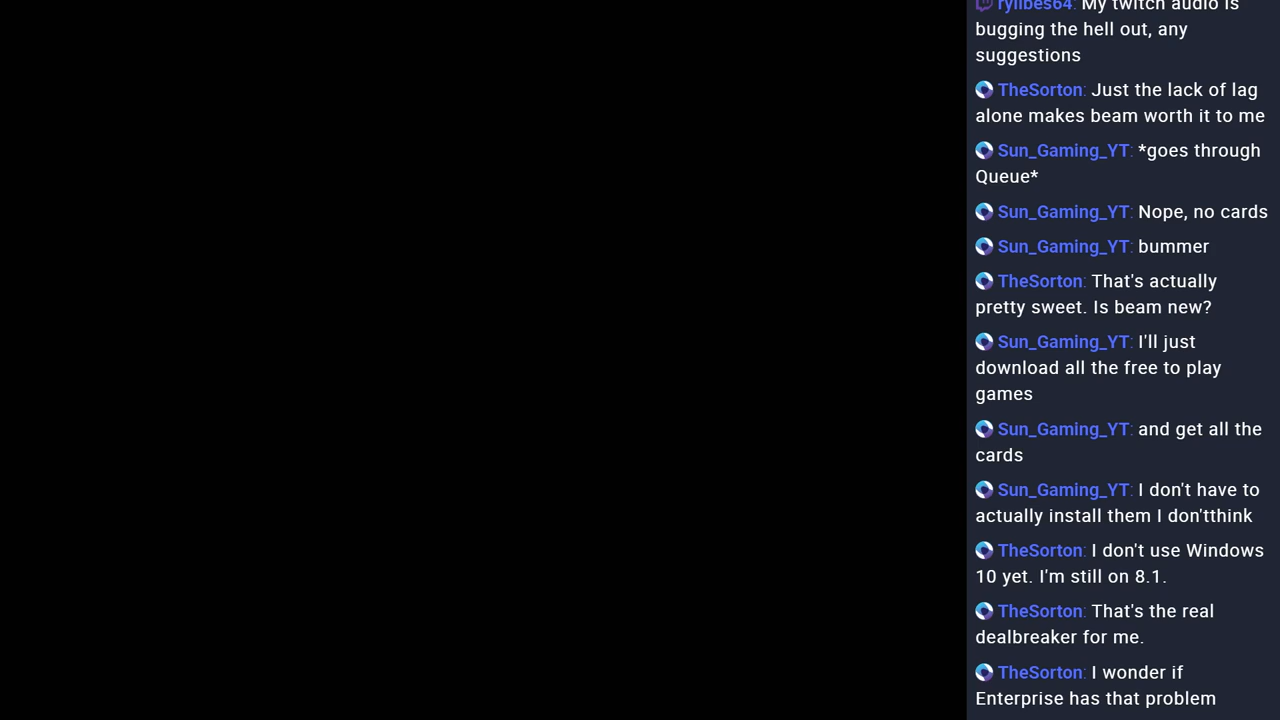 rylibes64: My twitch audio is
bugging the hell out, any
suggestions
TheSorton: Just the lack of lag
alone makes beam worth it to me
Sun_Gaming_YT: *goes through
Queue*
Sun_Gaming_YT: Nope, no cards
Sun_Gaming_YT: bummer
TheSorton: That's actually
pretty sweet. Is beam new?
Sun_Gaming_YT: I'll just
download all the free to play
games
Sun_Gaming_YT: and get all the
cards
Sun_Gaming_YT: I don't have to
actually install them I don'tthink
TheSorton: I don't use Windows
10 yet. I'm still on 8.1.
TheSorton: That's the real
dealbreaker for me.
TheSorton: I wonder if
Enterprise has that problem